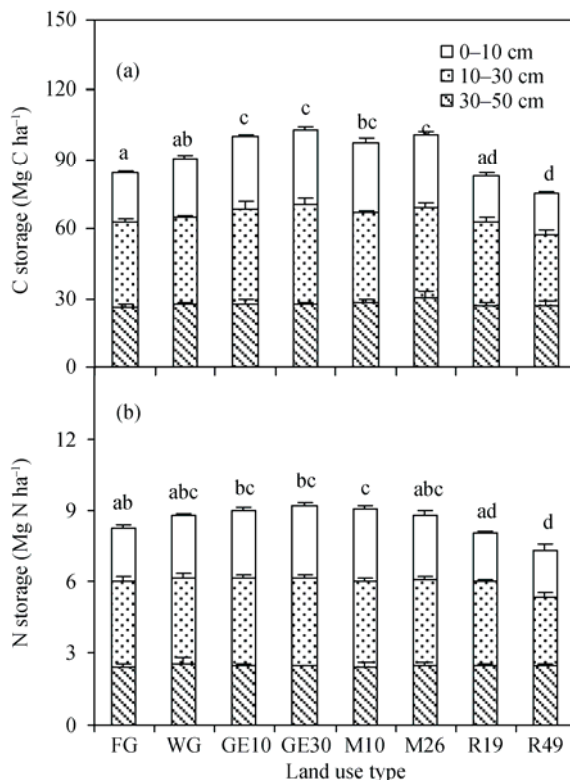 150
(a)
0–10 cm
10–30 cm
30–50 cm
120
c
c
bc
c
a
ab
ad
d
90
60
30
0
C storage (Mg C ha⁻¹)
(b)
12
ab
abc
bc
bc
c
abc
ad
d
9
6
3
0
N storage (Mg N ha⁻¹)
FG WG GE10 GE30 M10 M26 R19 R49
Land use type